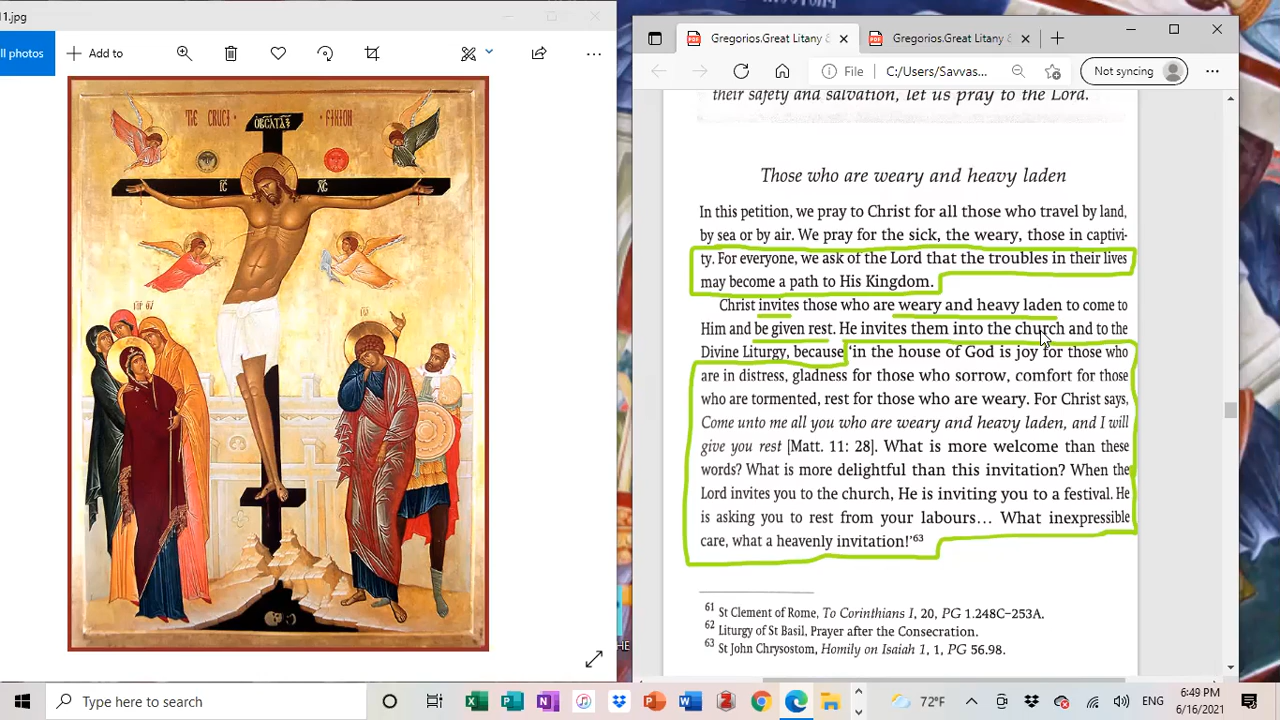 1.jpg
ll photos
Add to
THE CRUCI - FIXION
IC XC
Gregorios.Great Litany &
Gregorios.Great Litany &
File
C:/Users/Savvas...
Not syncing
their safety and salvation, let us pray to the Lord.
Those who are weary and heavy laden
In this petition, we pray to Christ for all those who travel by land,
by sea or by air. We pray for the sick, the weary, those in captivi-
ty. For everyone, we ask of the Lord that the troubles in their lives
may become a path to His Kingdom.
Christ invites those who are weary and heavy laden to come to
Him and be given rest. He invites them into the church and to the
Divine Liturgy, because ‘in the house of God is joy for those who
are in distress, gladness for those who sorrow, comfort for those
who are tormented, rest for those who are weary. For Christ says,
Come unto me all you who are weary and heavy laden, and I will
give you rest [Matt. 11: 28]. What is more welcome than these
words? What is more delightful than this invitation? When the
Lord invites you to the church, He is inviting you to a festival. He
is asking you to rest from your labours… What inexpressible
care, what a heavenly invitation!’63
61 St Clement of Rome, To Corinthians I, 20, PG 1.248C–253A.
62 Liturgy of St Basil, Prayer after the Consecration.
63 St John Chrysostom, Homily on Isaiah 1, 1, PG 56.98.
HE
Type here to search
72°F
ENG
6:49 PM
6/16/2021